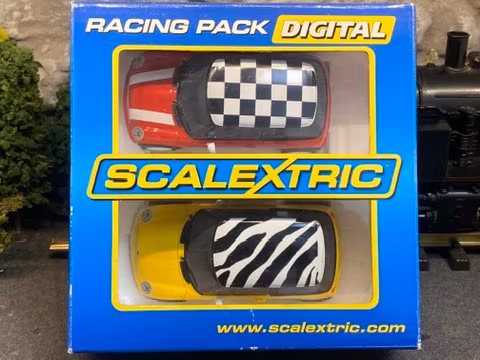 RACING PACK DIGITAL
SCALEXTRIC
www.scalextric.com